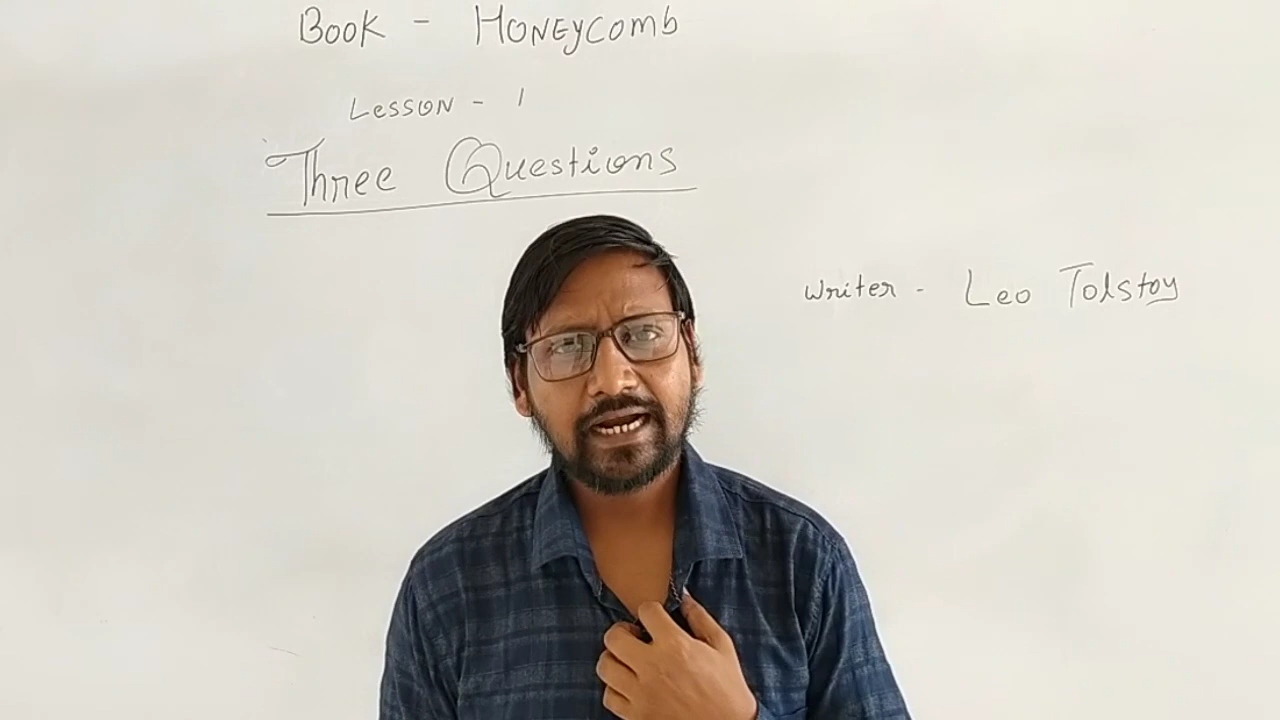 Book - Honeycomb
Lesson - 1
Three Questions
Writer - Leo Tolstoy